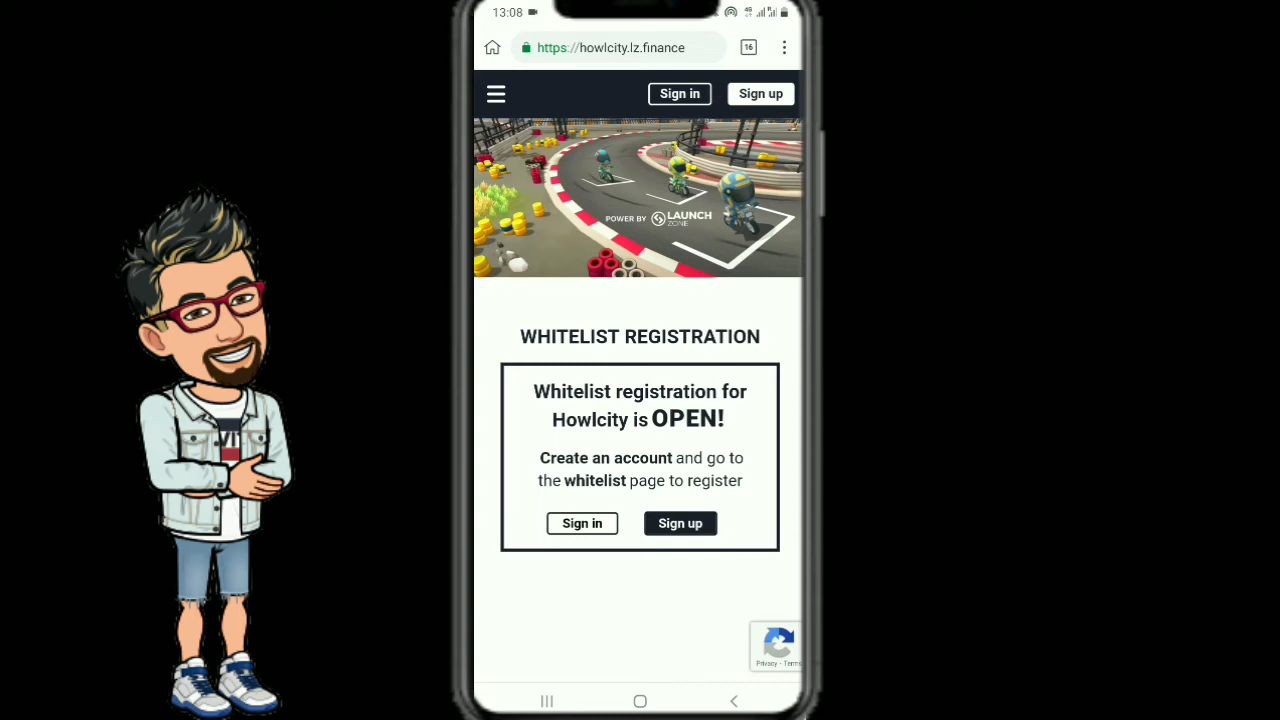 13:08
https://howlcity.lz.finance
16
Sign in
Sign up
POWER BY LAUNCH ZONE
WHITELIST REGISTRATION
Whitelist registration for
Howlcity is OPEN!
Create an account and go to
the whitelist page to register
Sign in
Sign up
Privacy - Terms